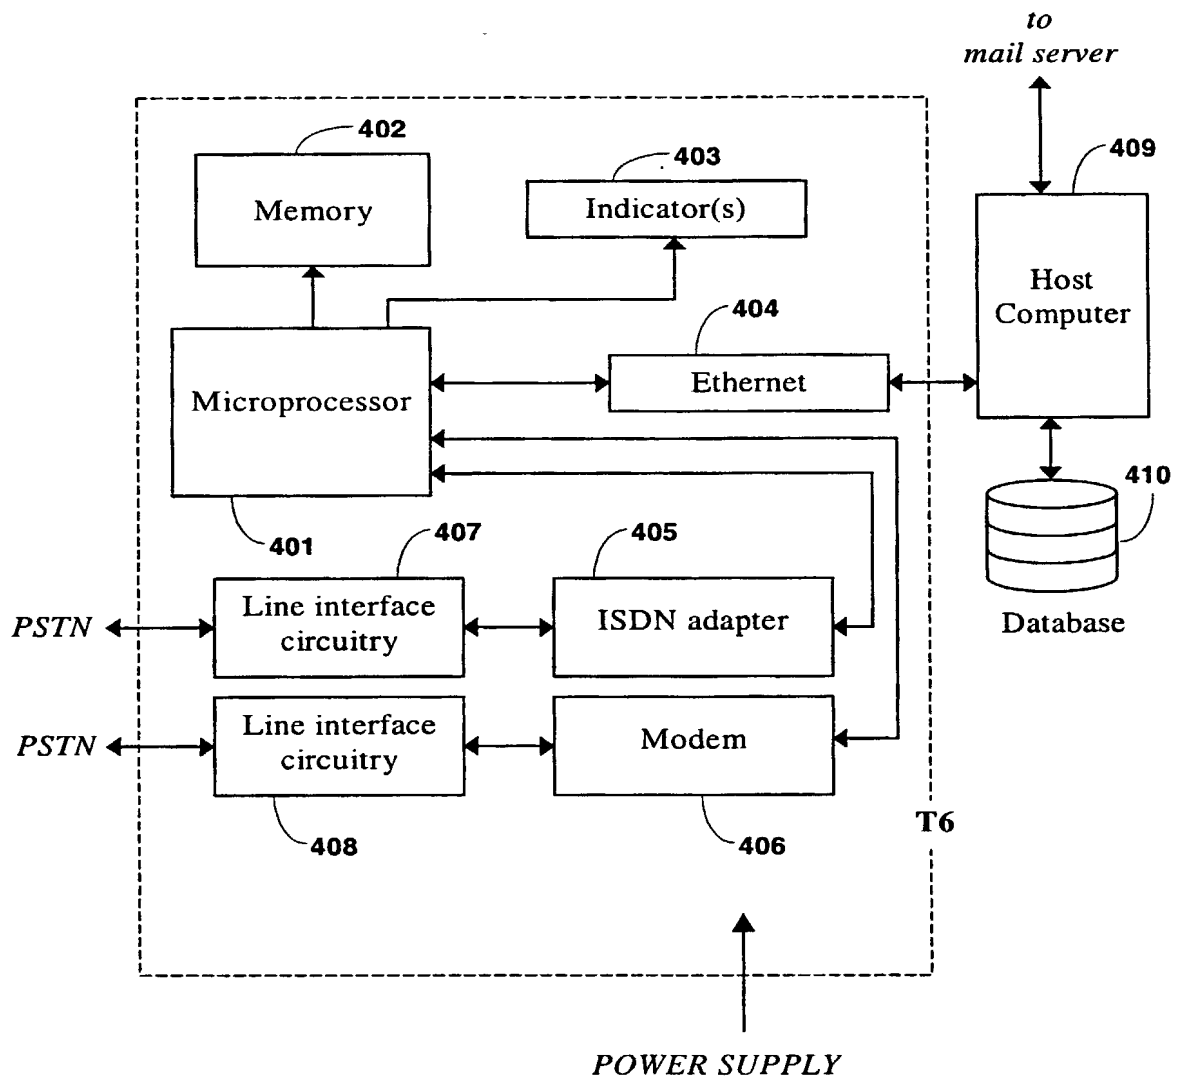 to
mail server
402
403
409
Memory
Indicator(s)
Host
Computer
404
Microprocessor
Ethernet
410
401
407
405
Database
PSTN
Line interface
circuitry
ISDN adapter
PSTN
Line interface
circuitry
Modem
T6
408
406
POWER SUPPLY